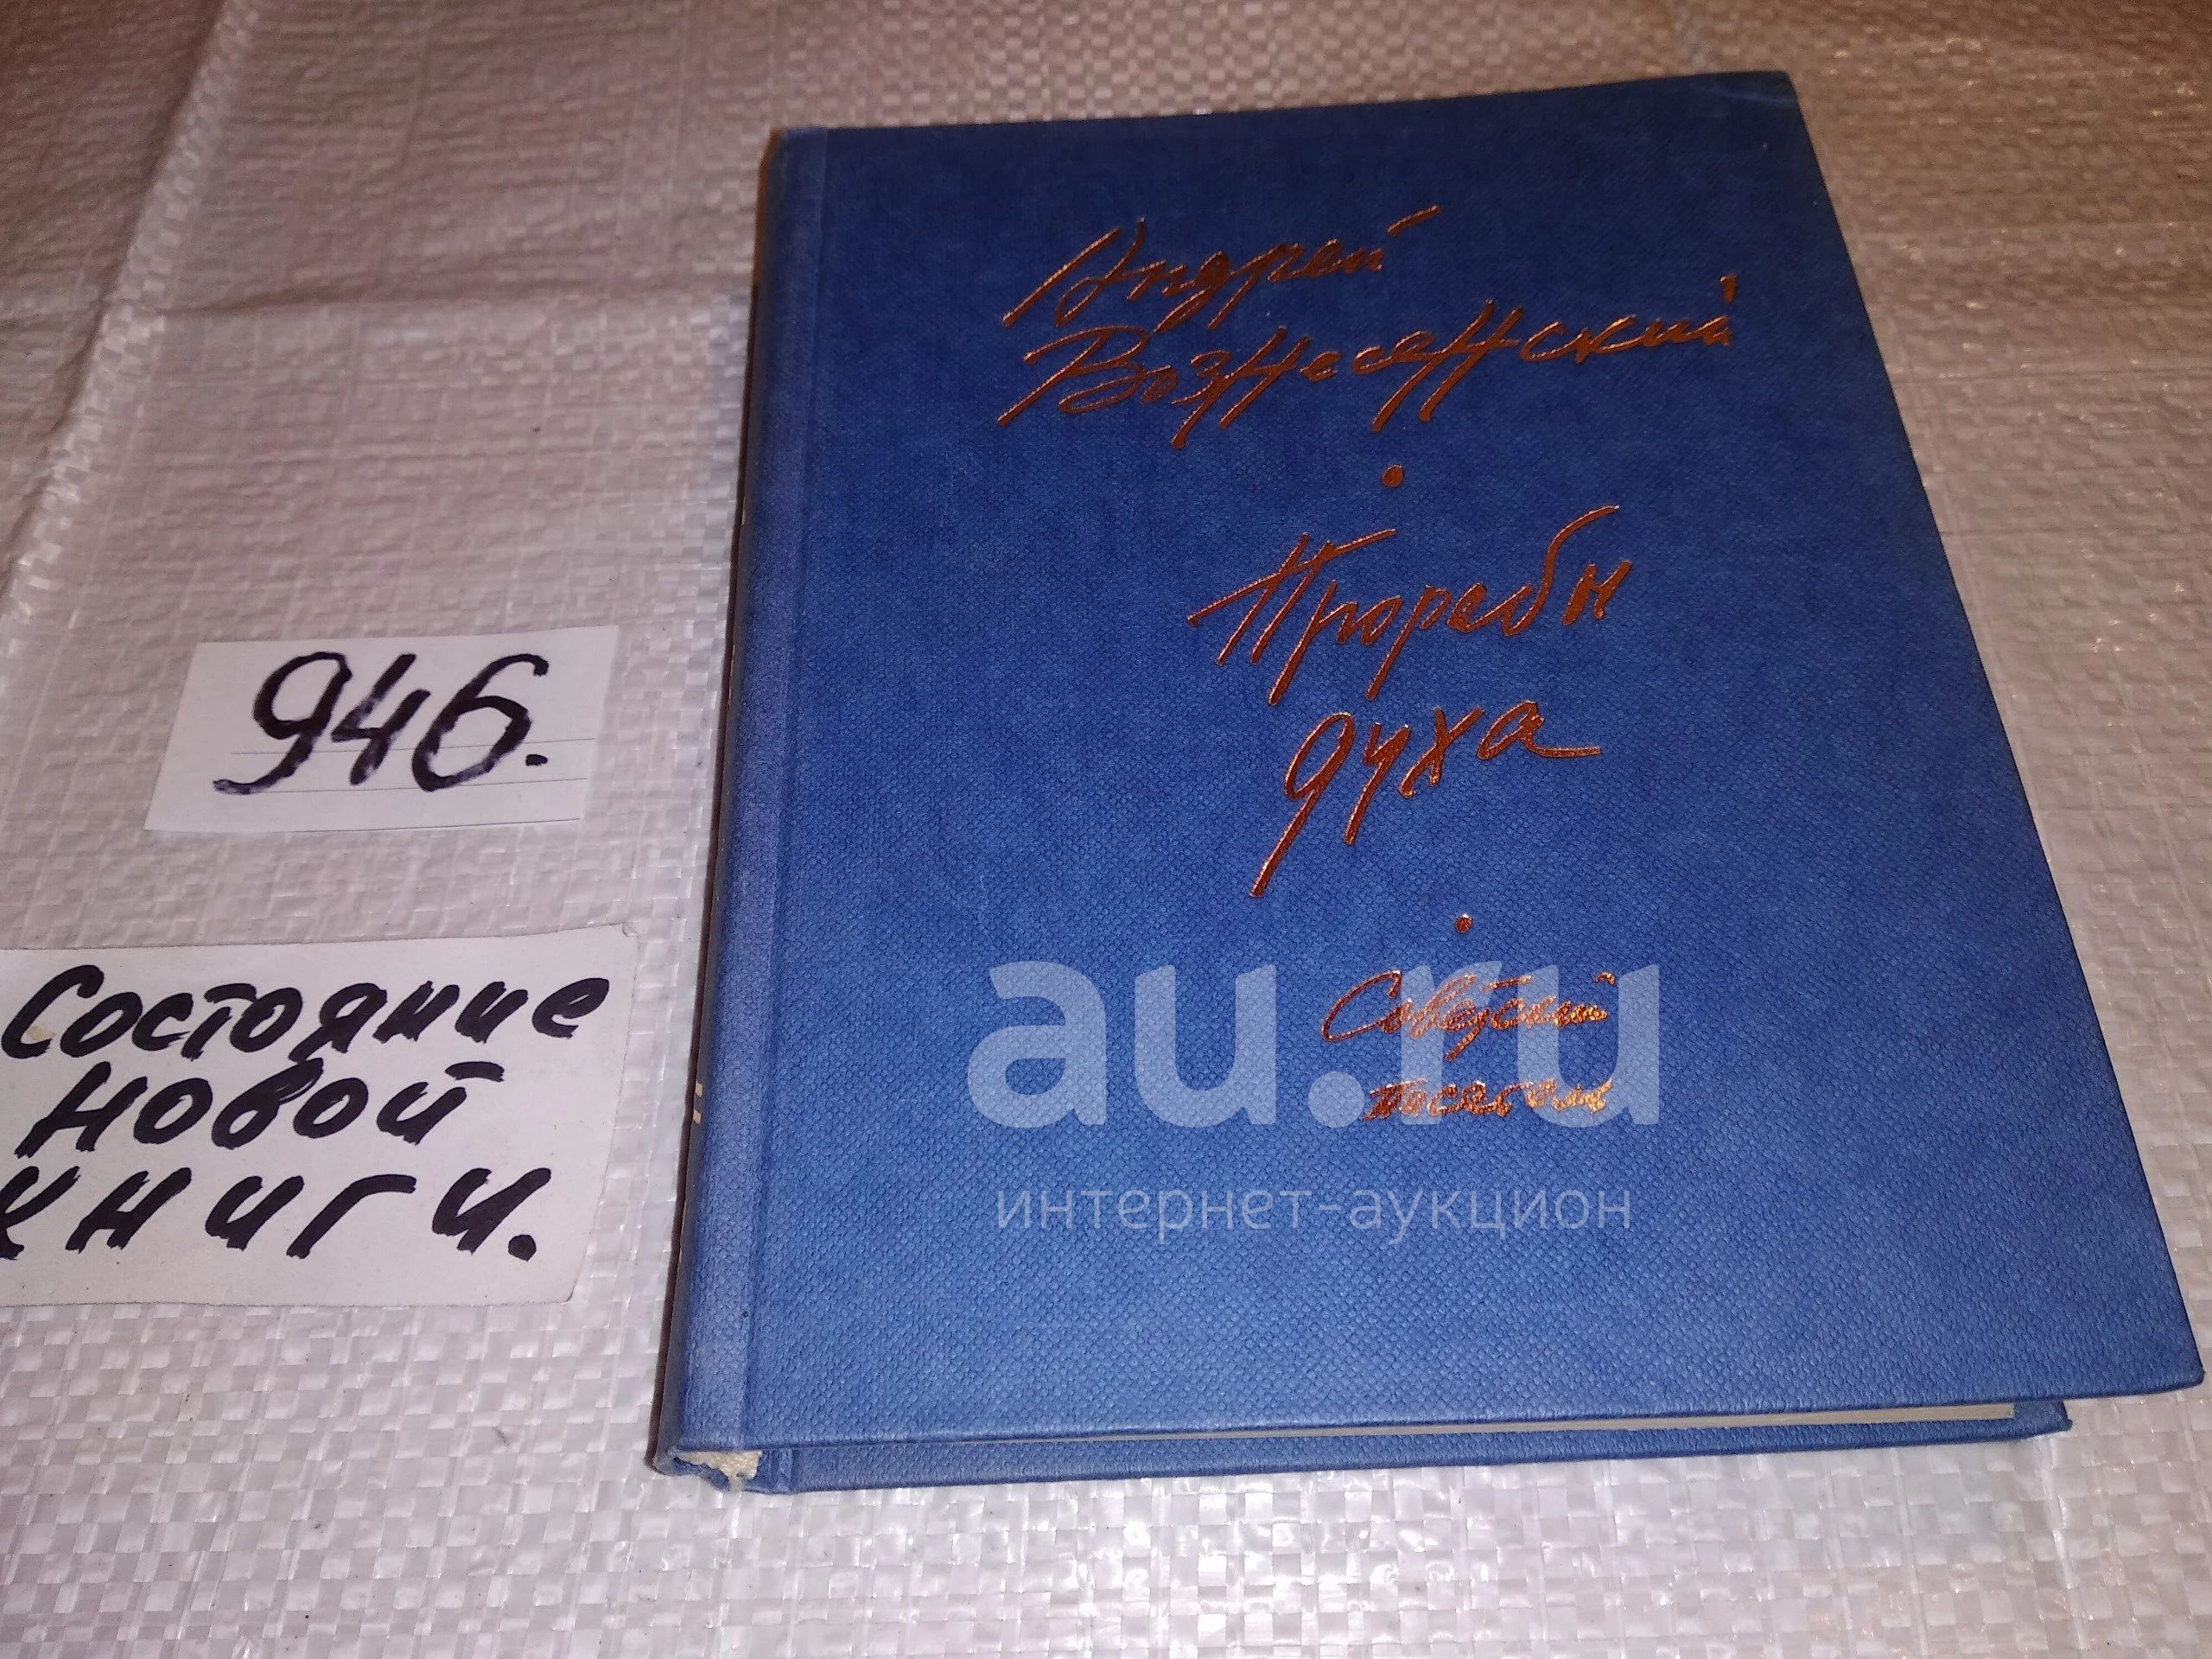 Андрей
Вознесенский
Прорабы
духа
Советский
писатель
946.
Состояние
новой
книги.
au.ru
интернет-аукцион